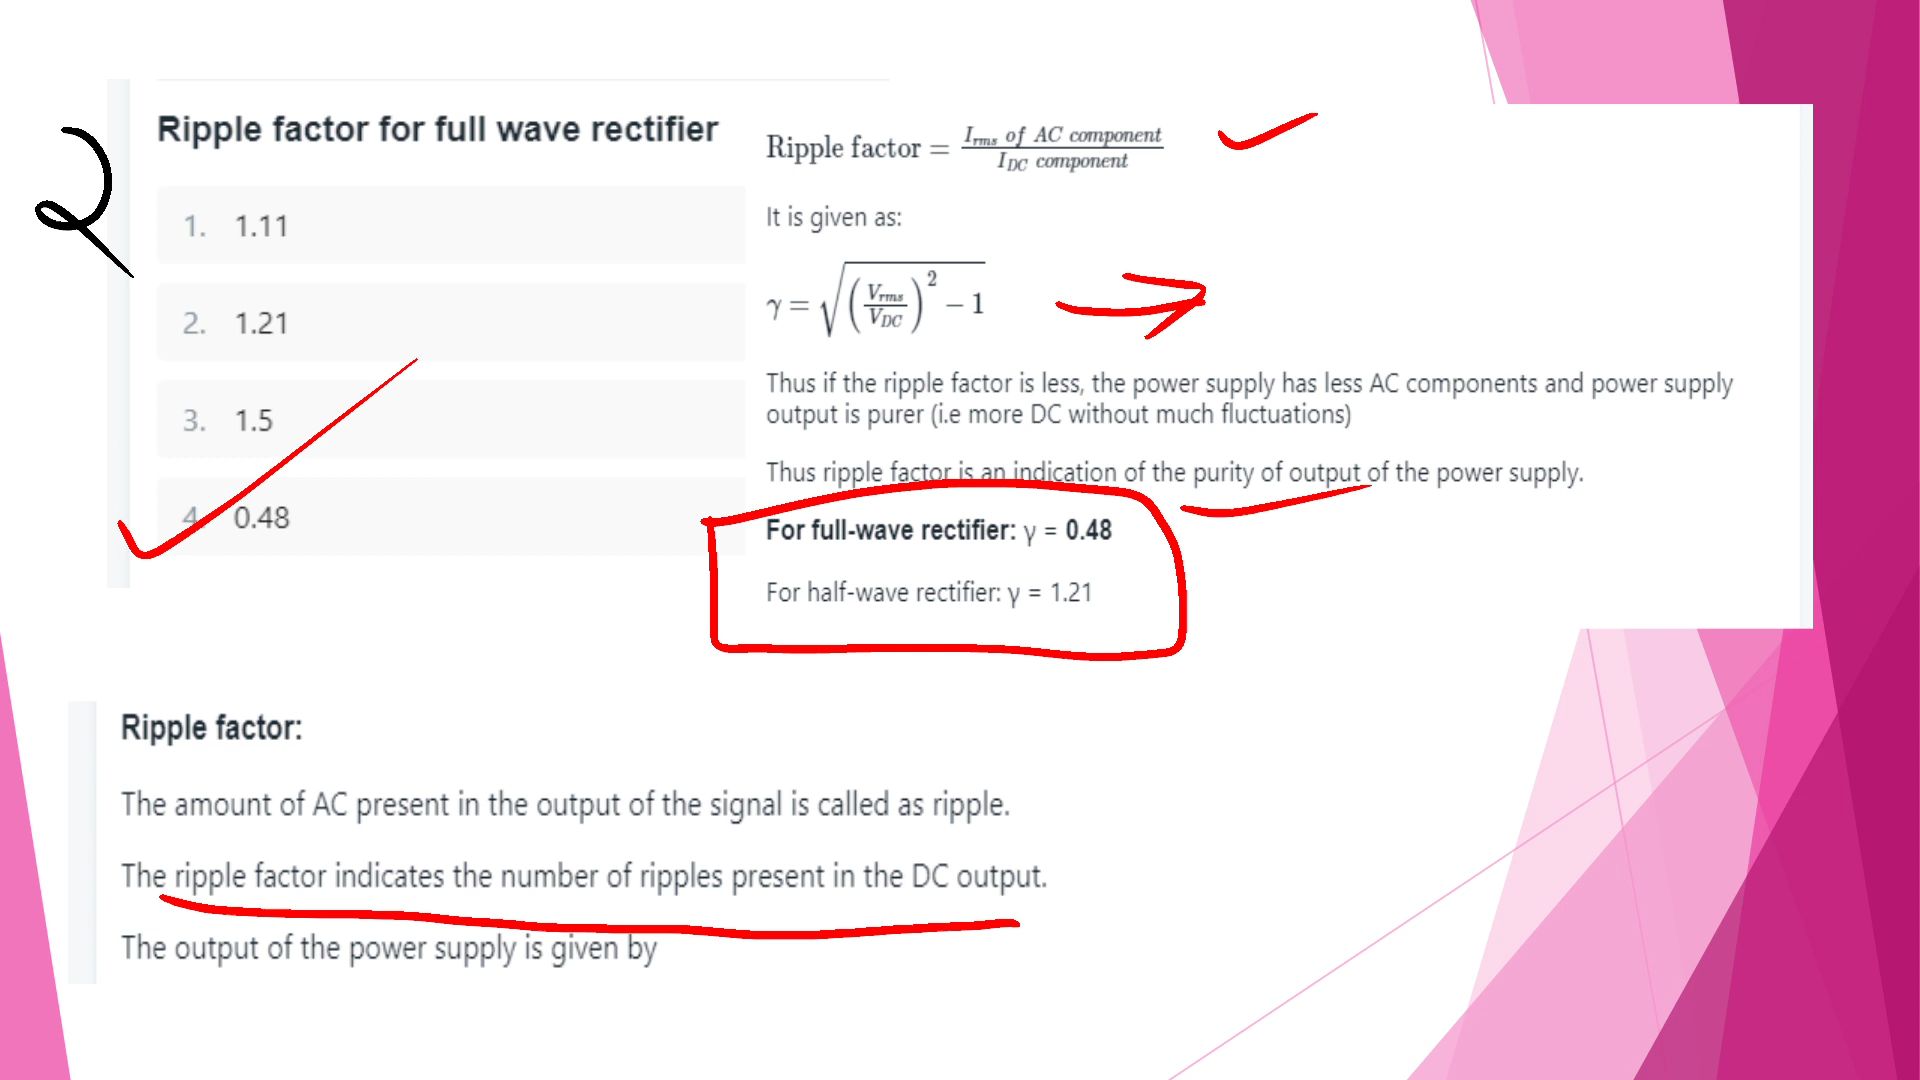 Ripple factor for full wave rectifier
1. 1.11
2. 1.21
3. 1.5
4. 0.48
Ripple factor = I_rms of AC component / I_DC component
It is given as:
γ = √((V_rms / V_DC)² − 1)
Thus if the ripple factor is less, the power supply has less AC components and power supply
output is purer (i.e more DC without much fluctuations)
Thus ripple factor is an indication of the purity of output of the power supply.
For full-wave rectifier: γ = 0.48
For half-wave rectifier: γ = 1.21
Ripple factor:
The amount of AC present in the output of the signal is called as ripple.
The ripple factor indicates the number of ripples present in the DC output.
The output of the power supply is given by